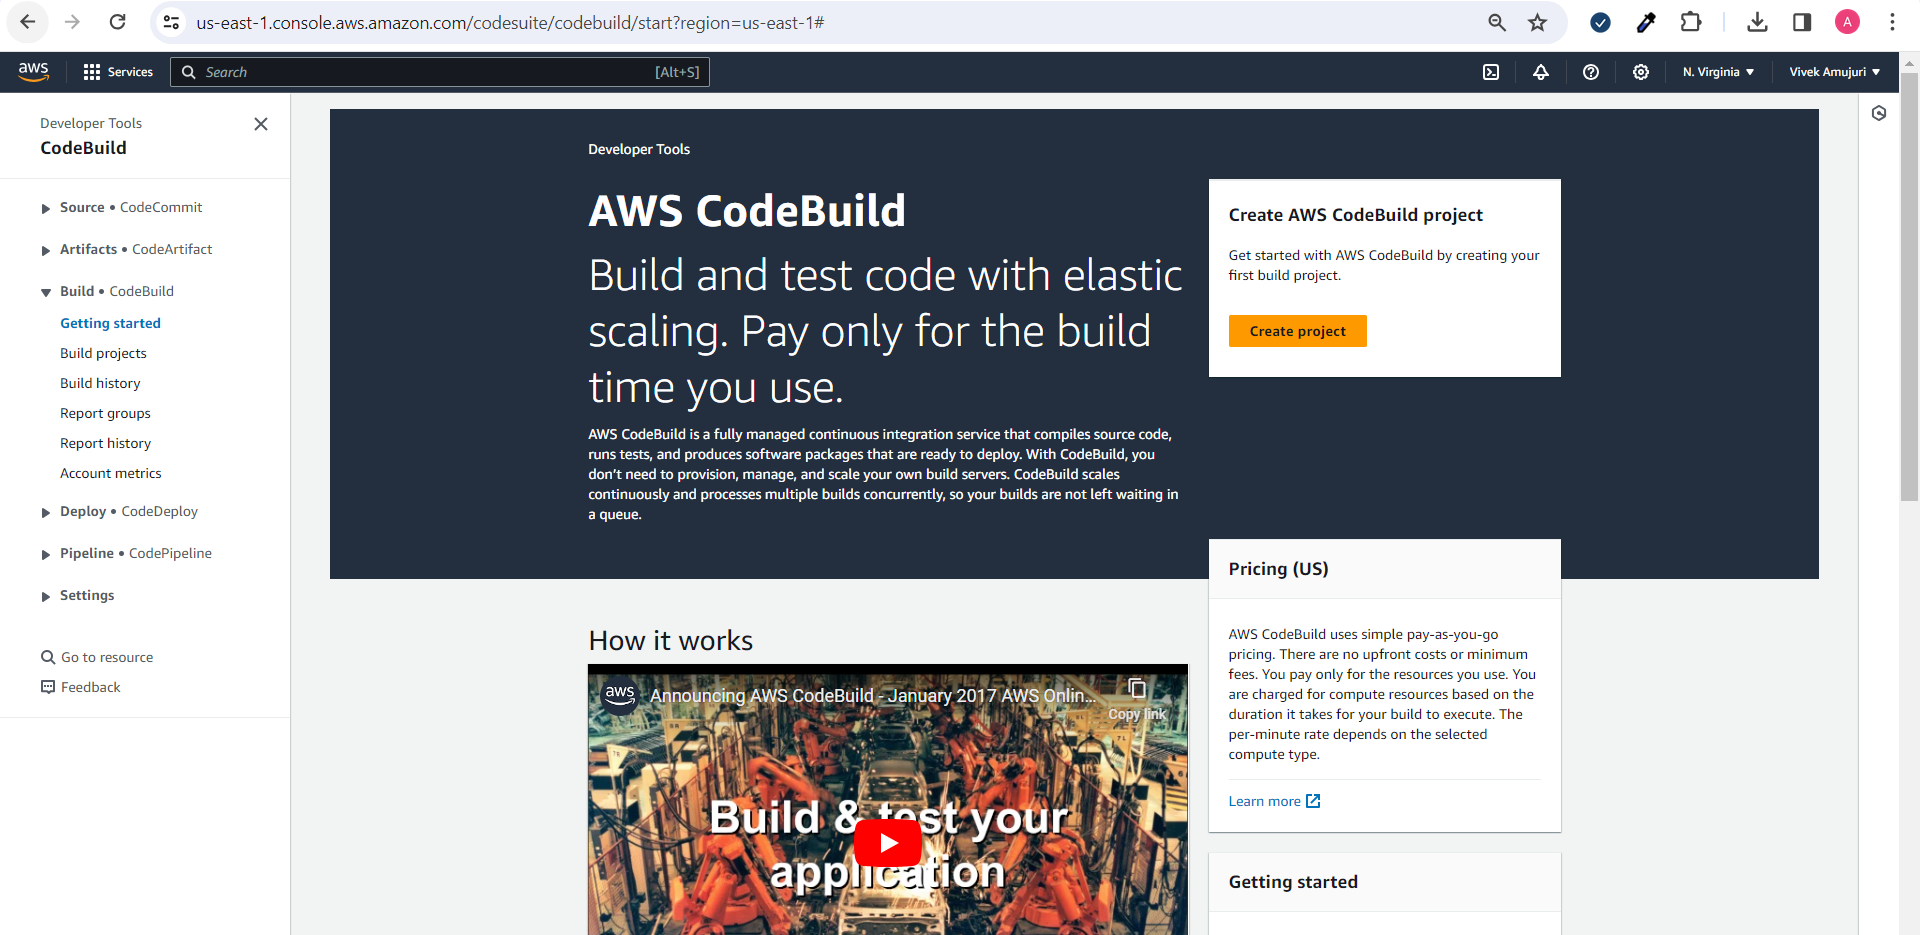 us-east-1.console.aws.amazon.com/codesuite/codebuild/start?region=us-east-1#
A
aws
Services
Search
[Alt+S]
N. Virginia
Vivek Amujuri
Developer Tools
CodeBuild
Source • CodeCommit
Artifacts • CodeArtifact
Build • CodeBuild
Getting started
Build projects
Build history
Report groups
Report history
Account metrics
Deploy • CodeDeploy
Pipeline • CodePipeline
Settings
Go to resource
Feedback
Developer Tools
AWS CodeBuild
Build and test code with elastic
scaling. Pay only for the build
time you use.
AWS CodeBuild is a fully managed continuous integration service that compiles source code,
runs tests, and produces software packages that are ready to deploy. With CodeBuild, you
don’t need to provision, manage, and scale your own build servers. CodeBuild scales
continuously and processes multiple builds concurrently, so your builds are not left waiting in
a queue.
Create AWS CodeBuild project
Get started with AWS CodeBuild by creating your
first build project.
Create project
How it works
aws
Announcing AWS CodeBuild - January 2017 AWS Onlin...
Copy link
Build & test your
application
Pricing (US)
AWS CodeBuild uses simple pay-as-you-go
pricing. There are no upfront costs or minimum
fees. You pay only for the resources you use. You
are charged for compute resources based on the
duration it takes for your build to execute. The
per-minute rate depends on the selected
compute type.
Learn more
Getting started